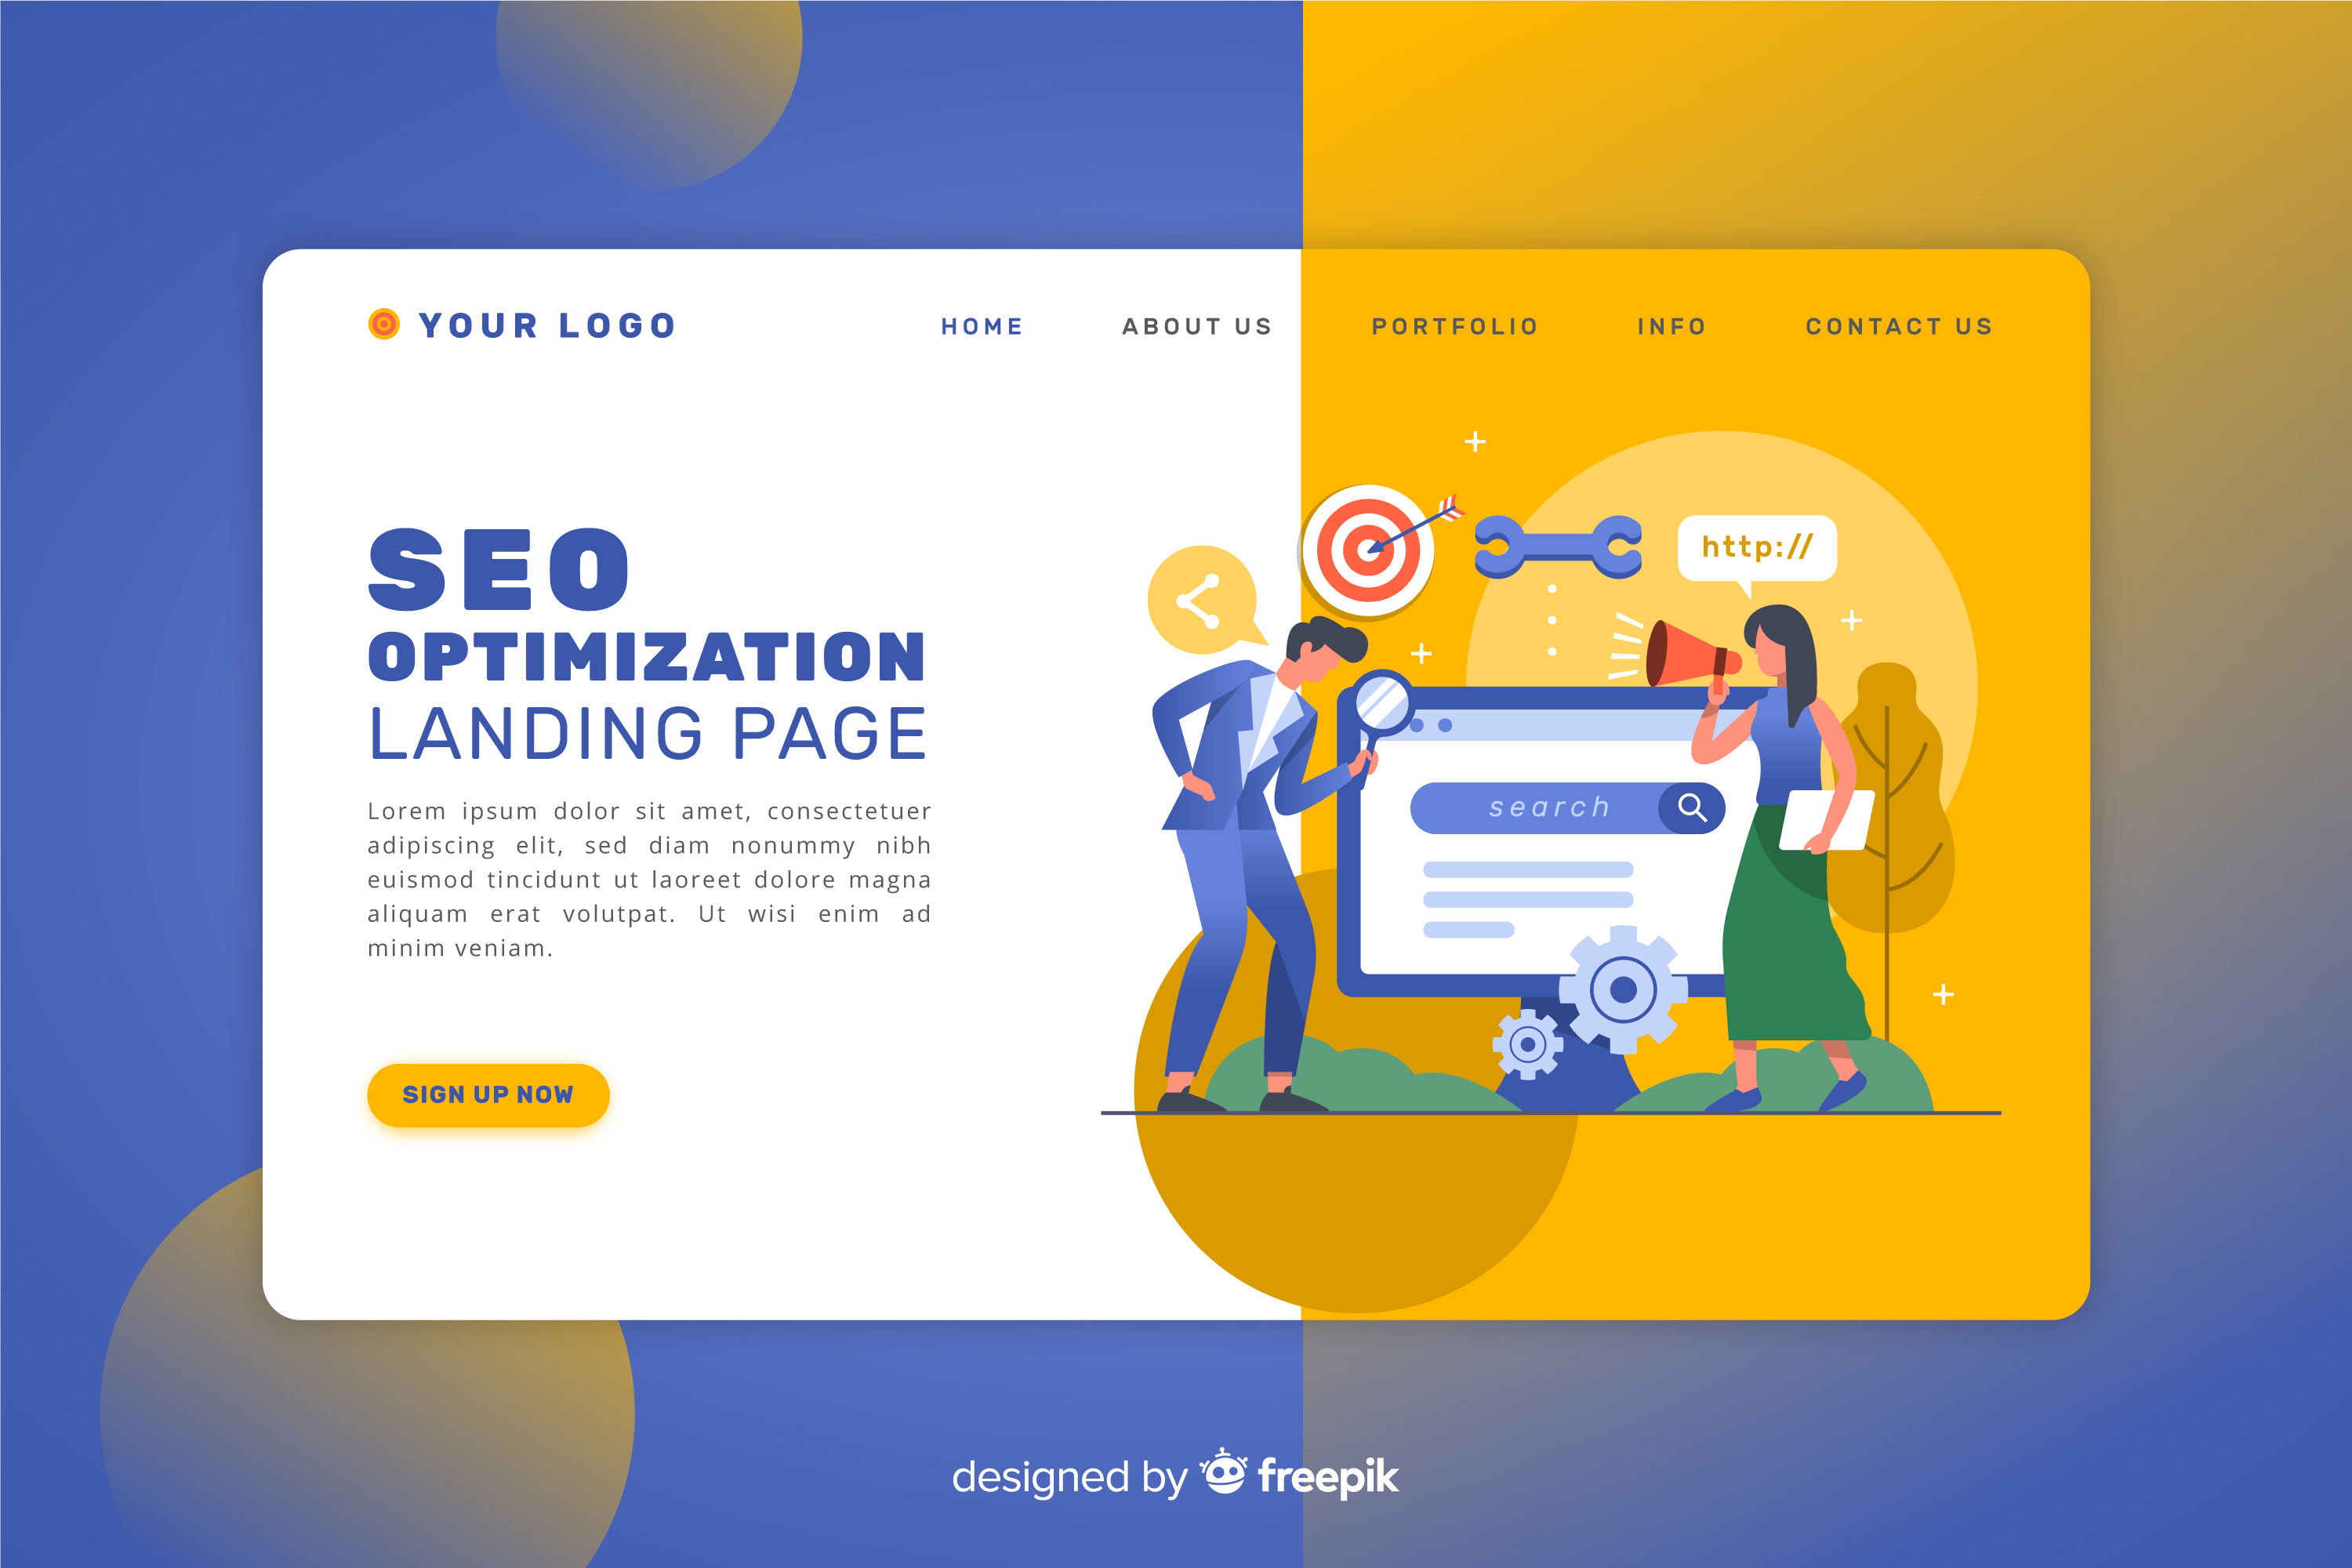 YOUR LOGO
HOME ABOUT US PORTFOLIO INFO CONTACT US
SEO
OPTIMIZATION
LANDING PAGE
Lorem ipsum dolor sit amet, consectetuer
adipiscing elit, sed diam nonummy nibh
euismod tincidunt ut laoreet dolore magna
aliquam erat volutpat. Ut wisi enim ad
minim veniam.
SIGN UP NOW
http://
search
designed by freepik